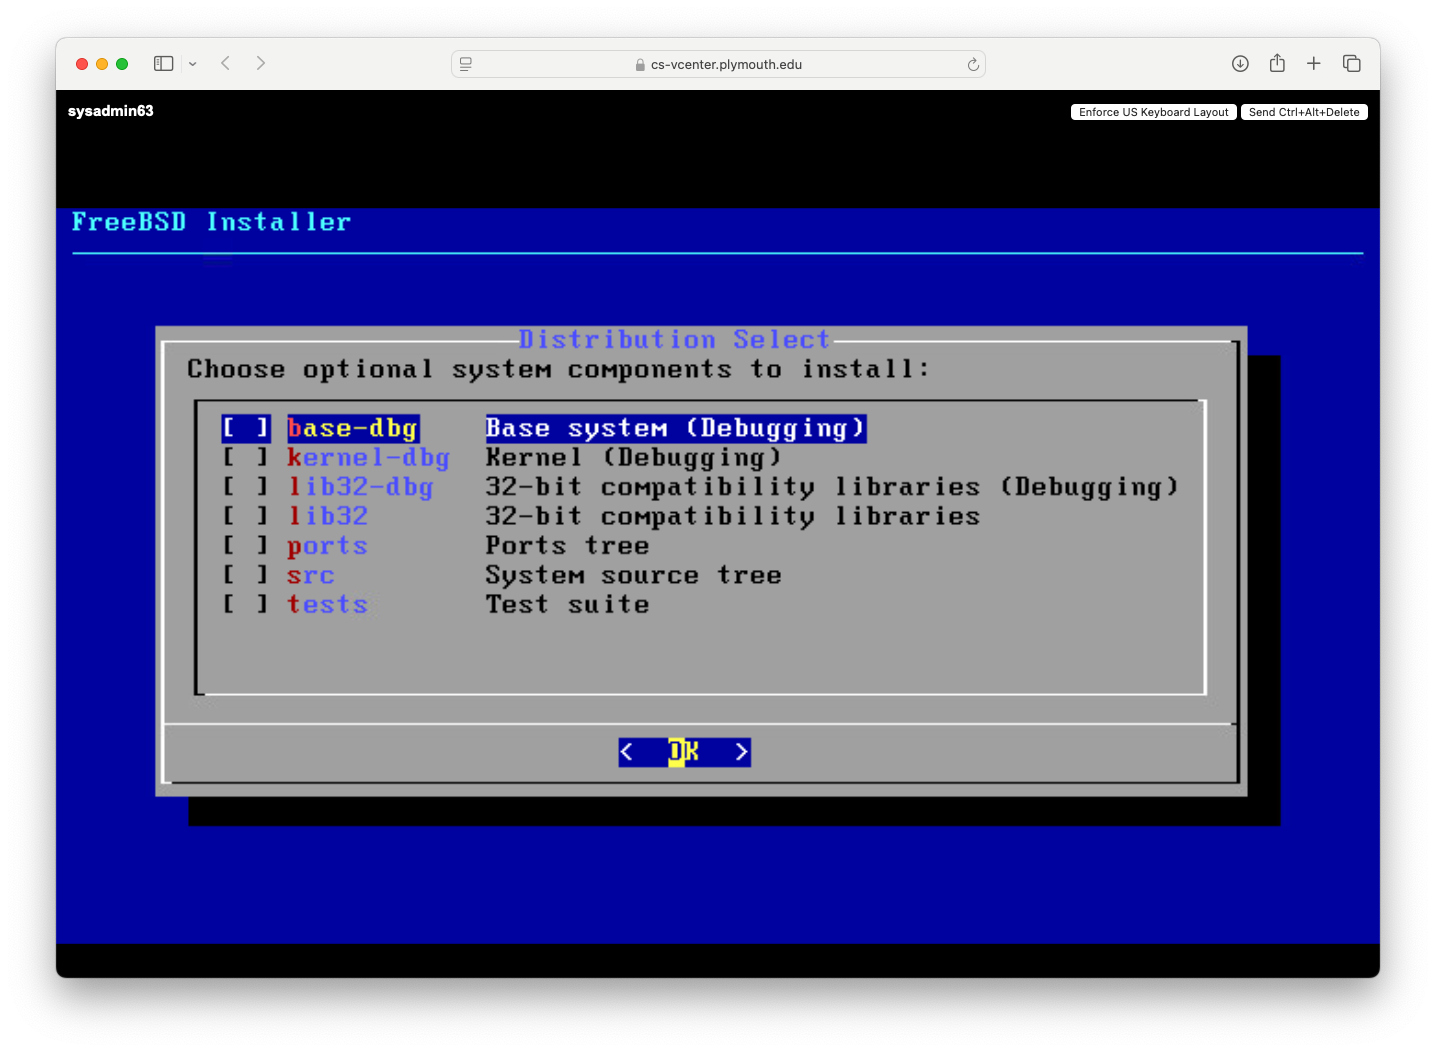 cs-vcenter.plymouth.edu
sysadmin63
Enforce US Keyboard Layout
Send Ctrl+Alt+Delete
FreeBSD Installer
Distribution Select
Choose optional system components to install:
[ ] base-dbg Base system (Debugging)
[ ] kernel-dbg Kernel (Debugging)
[ ] lib32-dbg 32-bit compatibility libraries (Debugging)
[ ] lib32 32-bit compatibility libraries
[ ] ports Ports tree
[ ] src System source tree
[ ] tests Test suite
< OK >